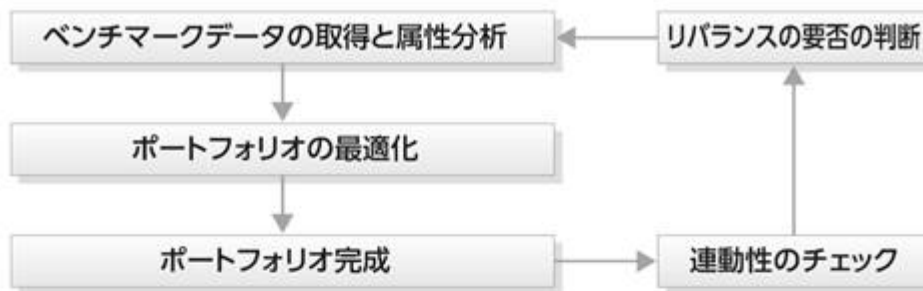 ベンチマークデータの取得と属性分析
リバランスの要否の判断
ポートフォリオの最適化
ポートフォリオ完成
連動性のチェック